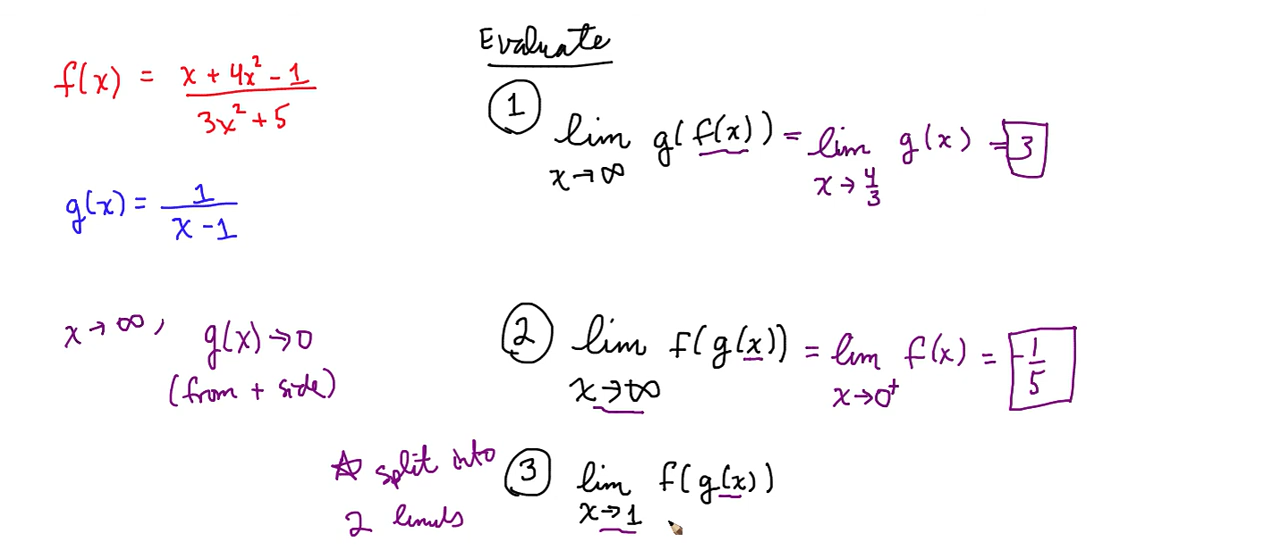 f(x) = (x + 4x² - 1)/(3x² + 5)
g(x) = 1/(x - 1)
x → ∞, g(x) → 0
(from + side)
Evaluate
① lim x→∞ g(f(x)) = lim x→4/3 g(x) = 3
② lim x→∞ f(g(x)) = lim x→0⁺ f(x) = -1/5
☆ split into
2 limits
③ lim x→1 f(g(x))